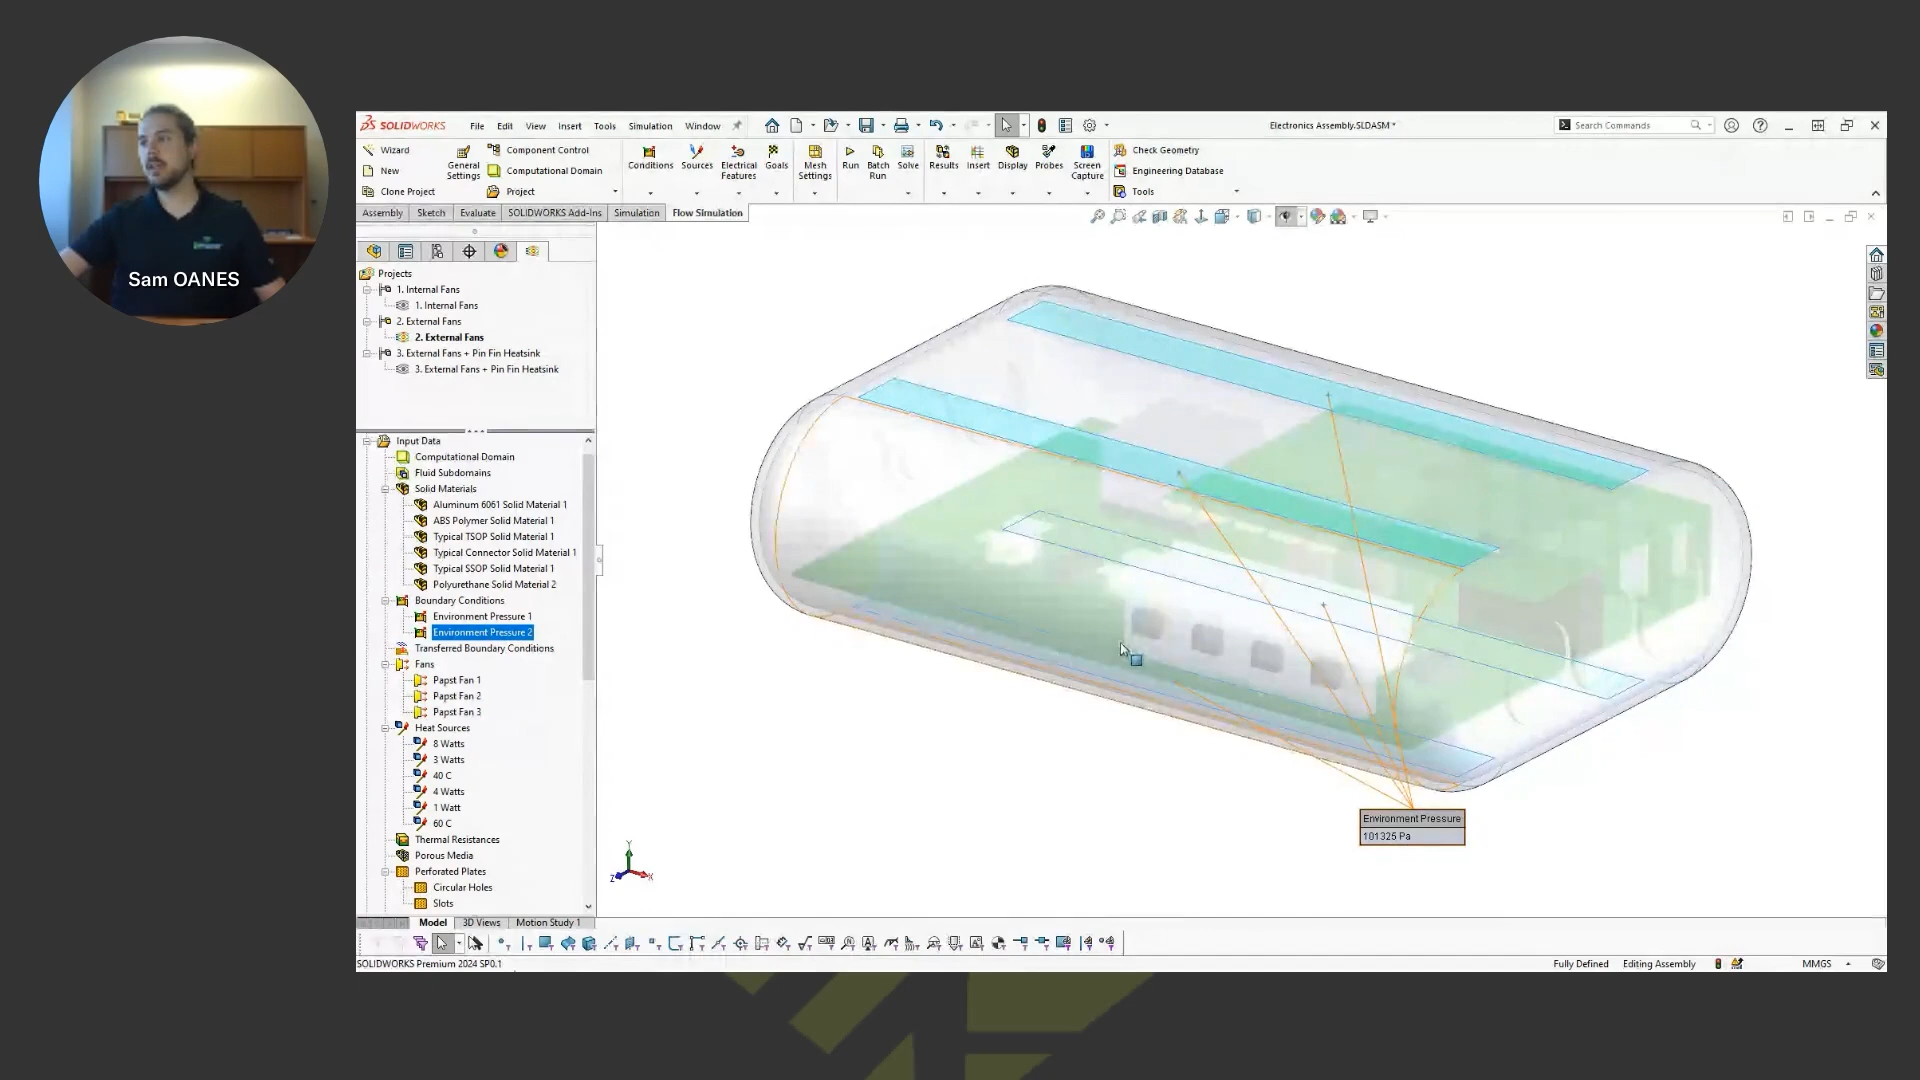 Sam OANES
SOLIDWORKS
File Edit View Insert Tools Simulation Window
Electronics Assembly.SLDASM *
Search Commands
Wizard
New
Clone Project
General Settings
Component Control
Computational Domain
Project
Conditions
Sources
Electrical Features
Goals
Mesh Settings
Run
Batch Run
Solve
Results
Insert
Display
Probes
Screen Capture
Check Geometry
Engineering Database
Tools
Assembly Sketch Evaluate SOLIDWORKS Add-Ins Simulation Flow Simulation
Projects
1. Internal Fans
1. Internal Fans
2. External Fans
2. External Fans
3. External Fans + Pin Fin Heatsink
3. External Fans + Pin Fin Heatsink
Input Data
Computational Domain
Fluid Subdomains
Solid Materials
Aluminum 6061 Solid Material 1
ABS Polymer Solid Material 1
Typical TSOP Solid Material 1
Typical Connector Solid Material 1
Typical SSOP Solid Material 1
Polyurethane Solid Material 2
Boundary Conditions
Environment Pressure 1
Environment Pressure 2
Transferred Boundary Conditions
Fans
Papst Fan 1
Papst Fan 2
Papst Fan 3
Heat Sources
8 Watts
3 Watts
40 C
4 Watts
1 Watt
60 C
Thermal Resistances
Porous Media
Perforated Plates
Circular Holes
Slots
Environment Pressure
101325 Pa
Y
Z X
Model 3D Views Motion Study 1
SOLIDWORKS Premium 2024 SP0.1
Fully Defined Editing Assembly MMGS